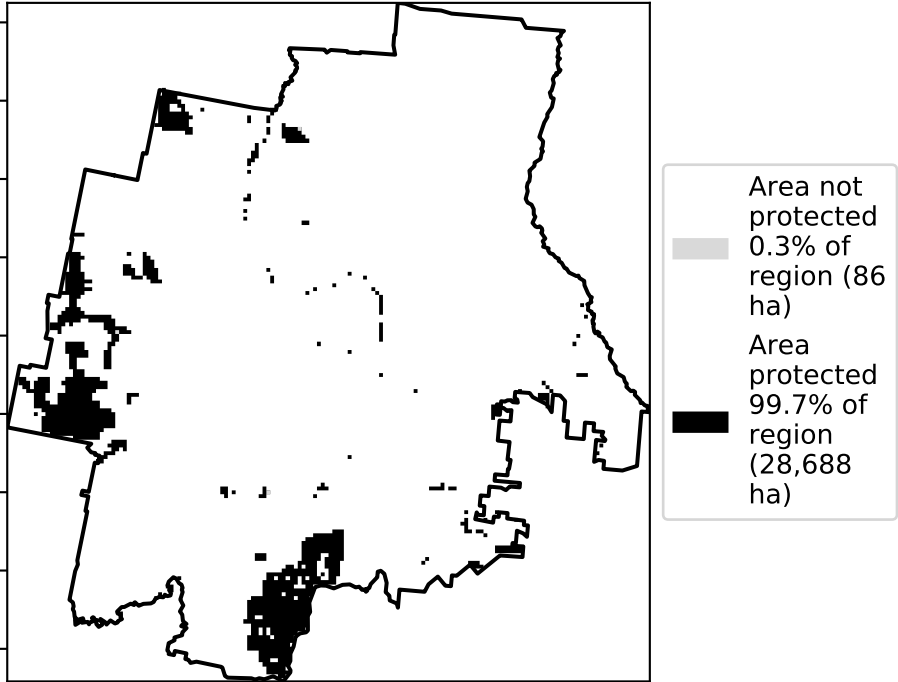 Area not
protected
0.3% of
region (86
ha)
Area
protected
99.7% of
region
(28,688
ha)